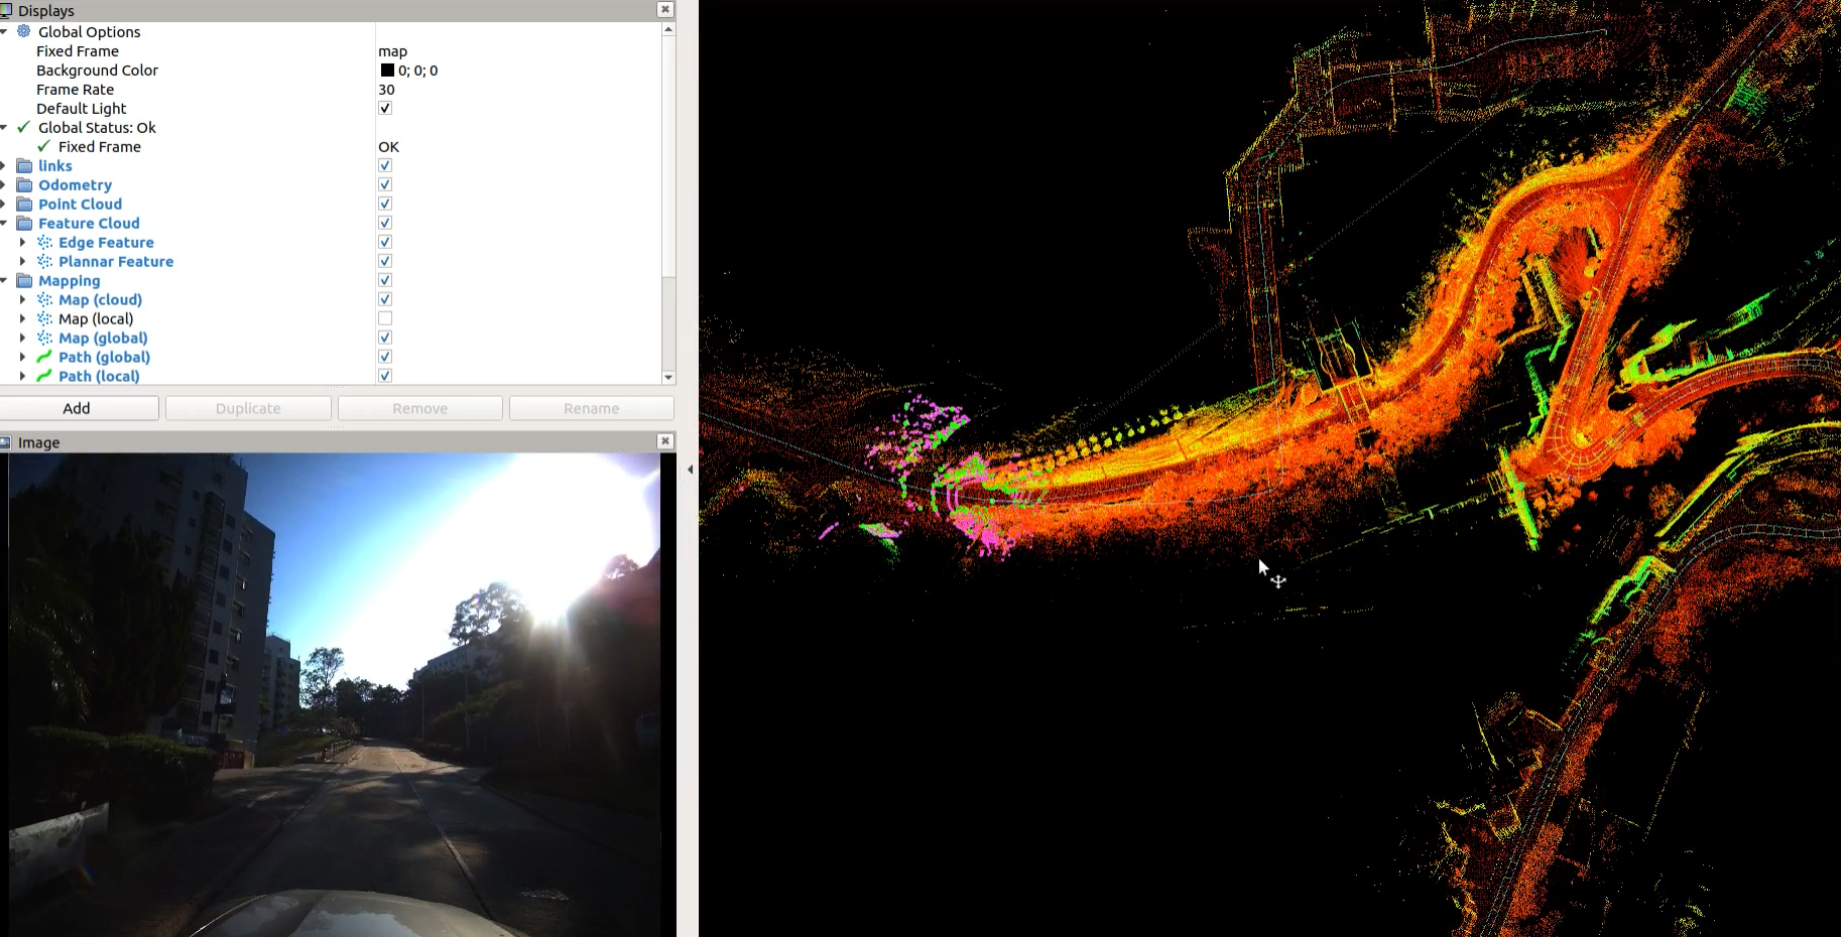 Displays
Global Options
Fixed Frame map
Background Color 0; 0; 0
Frame Rate 30
Default Light
Global Status: Ok
Fixed Frame OK
links
Odometry
Point Cloud
Feature Cloud
Edge Feature
Plannar Feature
Mapping
Map (cloud)
Map (local)
Map (global)
Path (global)
Path (local)
Add Duplicate Remove Rename
Image